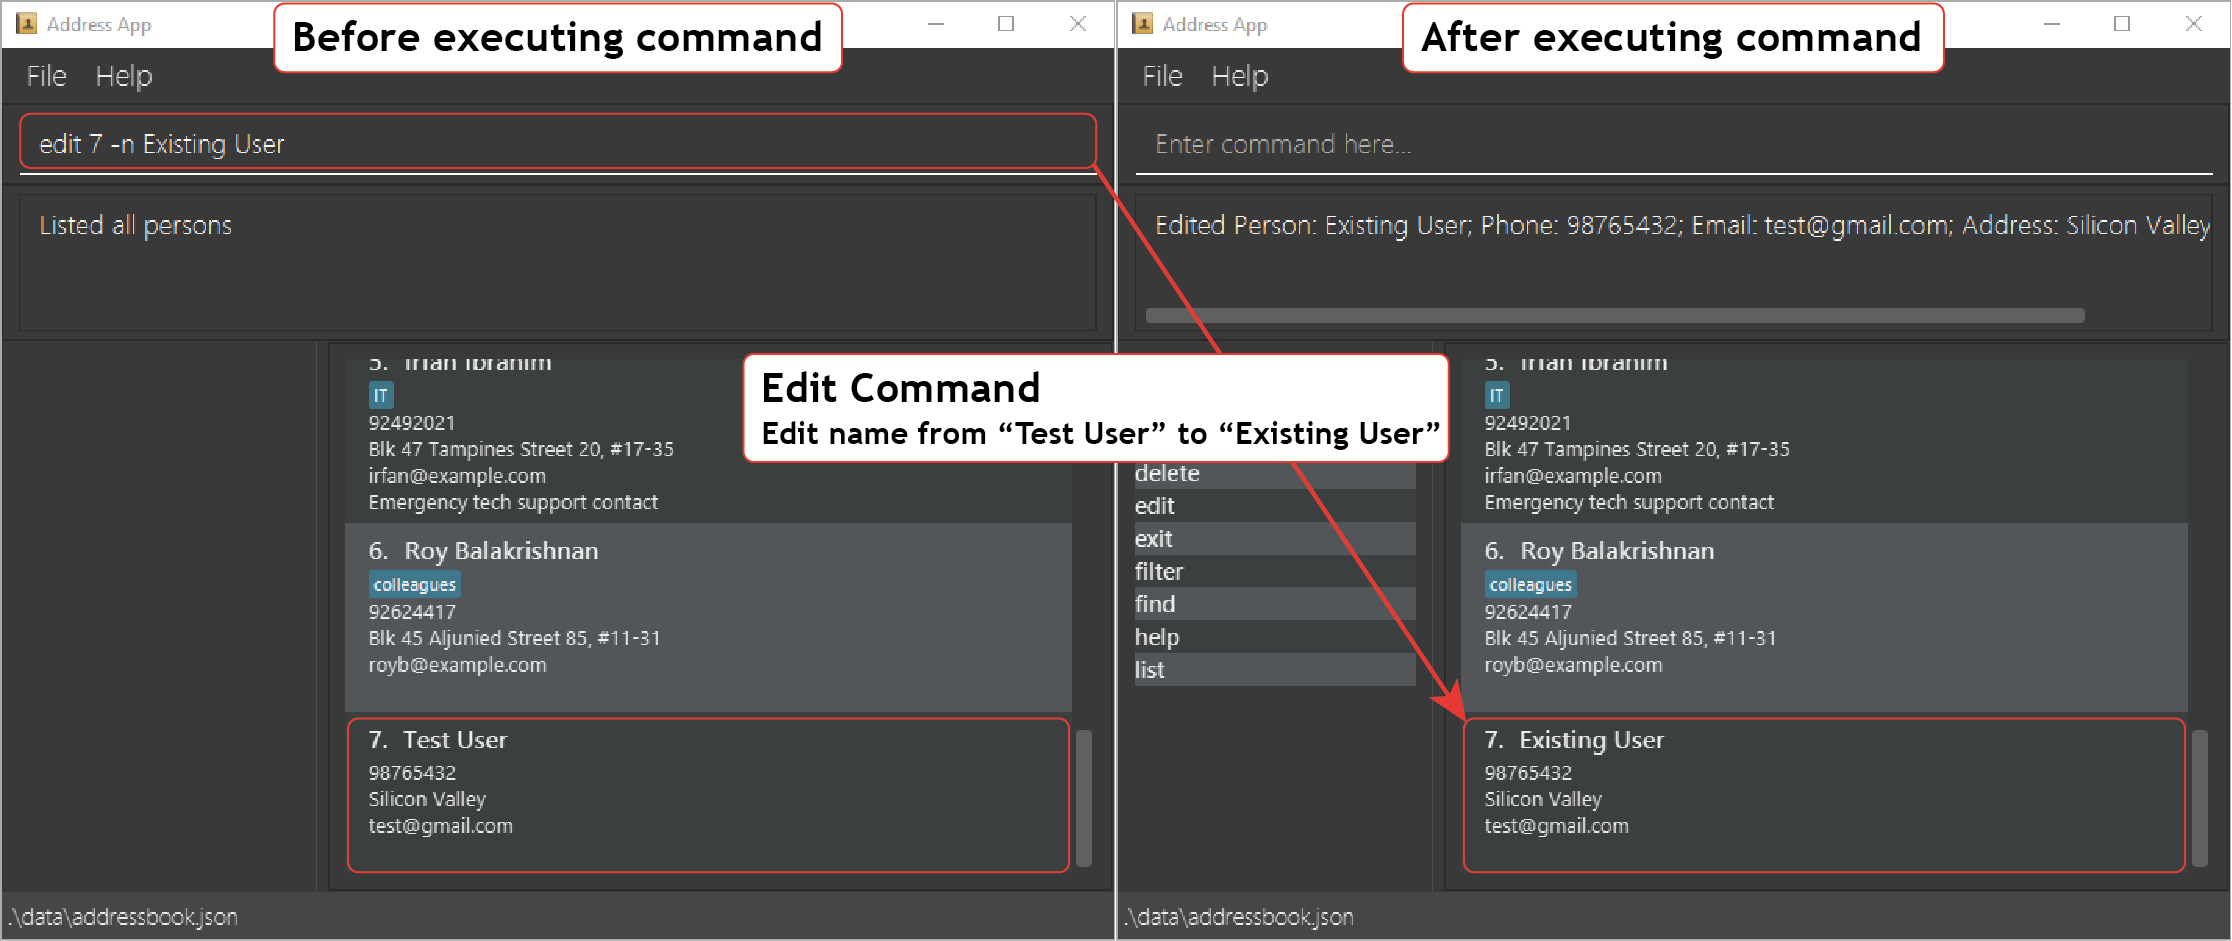 Address App
Before executing command
File Help
edit 7 -n Existing User
Listed all persons
5. Irfan Ibrahim
IT
92492021
Blk 47 Tampines Street 20, #17-35
irfan@example.com
Emergency tech support contact
6. Roy Balakrishnan
colleagues
92624417
Blk 45 Aljunied Street 85, #11-31
royb@example.com
7. Test User
98765432
Silicon Valley
test@gmail.com
.\data\addressbook.json
Edit Command
Edit name from “Test User” to “Existing User”
Address App
After executing command
File Help
Enter command here...
Edited Person: Existing User; Phone: 98765432; Email: test@gmail.com; Address: Silicon Valley
delete
edit
exit
filter
find
help
list
5. Irfan Ibrahim
IT
92492021
Blk 47 Tampines Street 20, #17-35
irfan@example.com
Emergency tech support contact
6. Roy Balakrishnan
colleagues
92624417
Blk 45 Aljunied Street 85, #11-31
royb@example.com
7. Existing User
98765432
Silicon Valley
test@gmail.com
.\data\addressbook.json